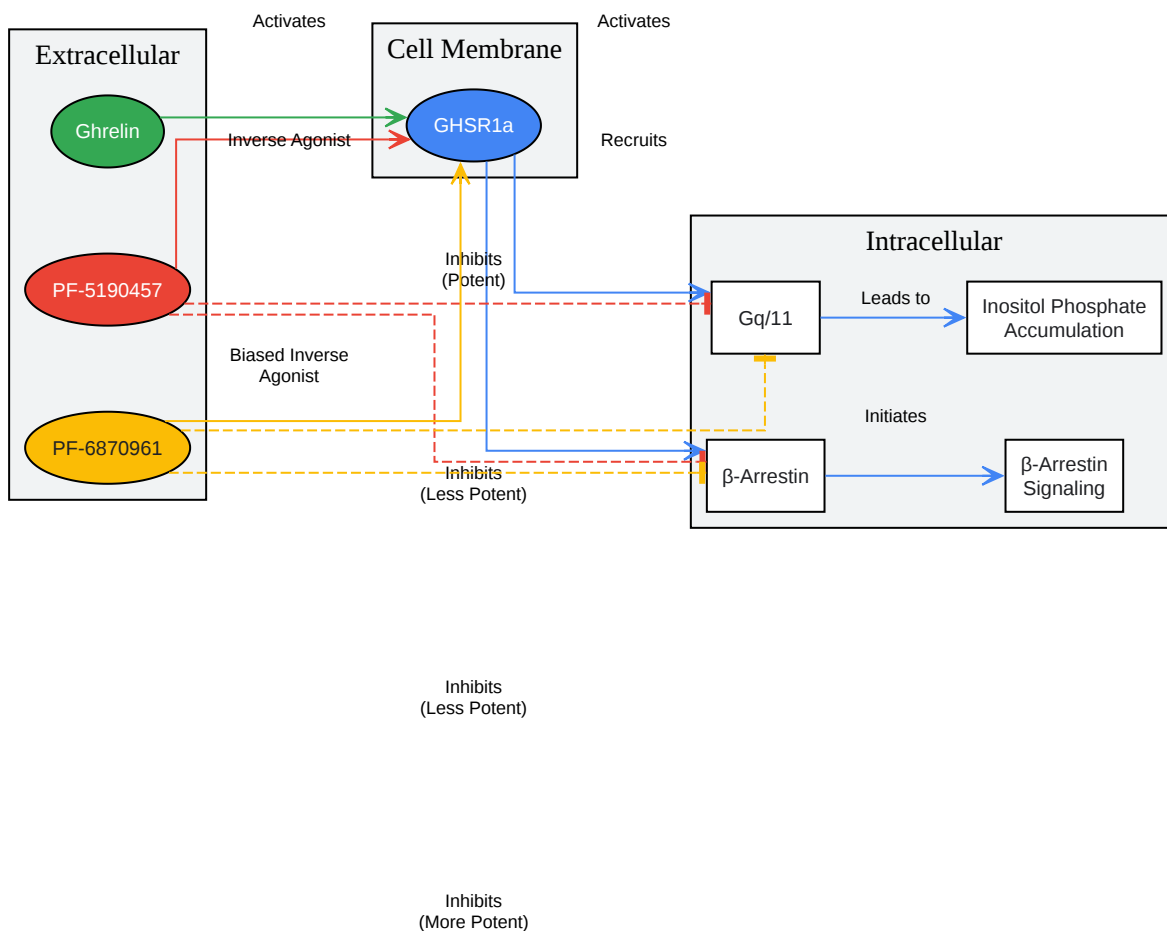 Activates
Activates
Extracellular
Cell Membrane
Ghrelin
GHSR1a
Inverse Agonist
Recruits
Intracellular
PF-5190457
Inhibits
(Potent)
Gq/11
Leads to
Inositol Phosphate
Accumulation
Biased Inverse
Agonist
PF-6870961
Initiates
Inhibits
(Less Potent)
β-Arrestin
β-Arrestin
Signaling
Inhibits
(Less Potent)
Inhibits
(More Potent)